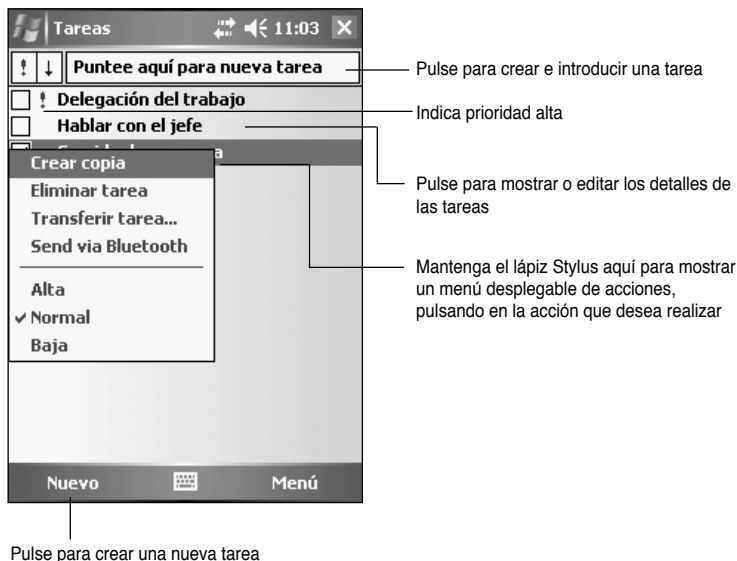 Tareas 11:03
! ↓ Puntee aquí para nueva tarea
Pulse para crear e introducir una tarea
! Delegación del trabajo
Indica prioridad alta
Hablar con el jefe
Pulse para mostrar o editar los detalles de
las tareas
Crear copia
Eliminar tarea
Transferir tarea...
Send via Bluetooth
Alta
Normal
Baja
Mantenga el lápiz Stylus aquí para mostrar
un menú desplegable de acciones,
pulsando en la acción que desea realizar
Nuevo Menú
Pulse para crear una nueva tarea